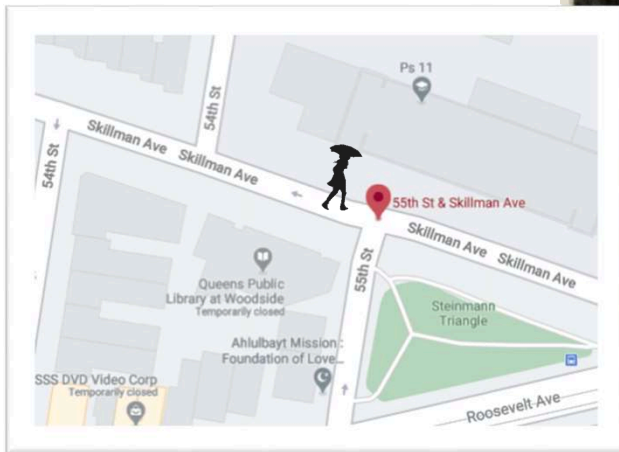 Ps 11
54th St
Skillman Ave
Skillman Ave
54th St
55th St & Skillman Ave
Skillman Ave
Skillman Ave
55th St
Queens Public
Library at Woodside
Temporarily closed
Steinmann
Triangle
Ahlulbayt Mission :
Foundation of Love...
SSS DVD Video Corp
Temporarily closed
Roosevelt Ave